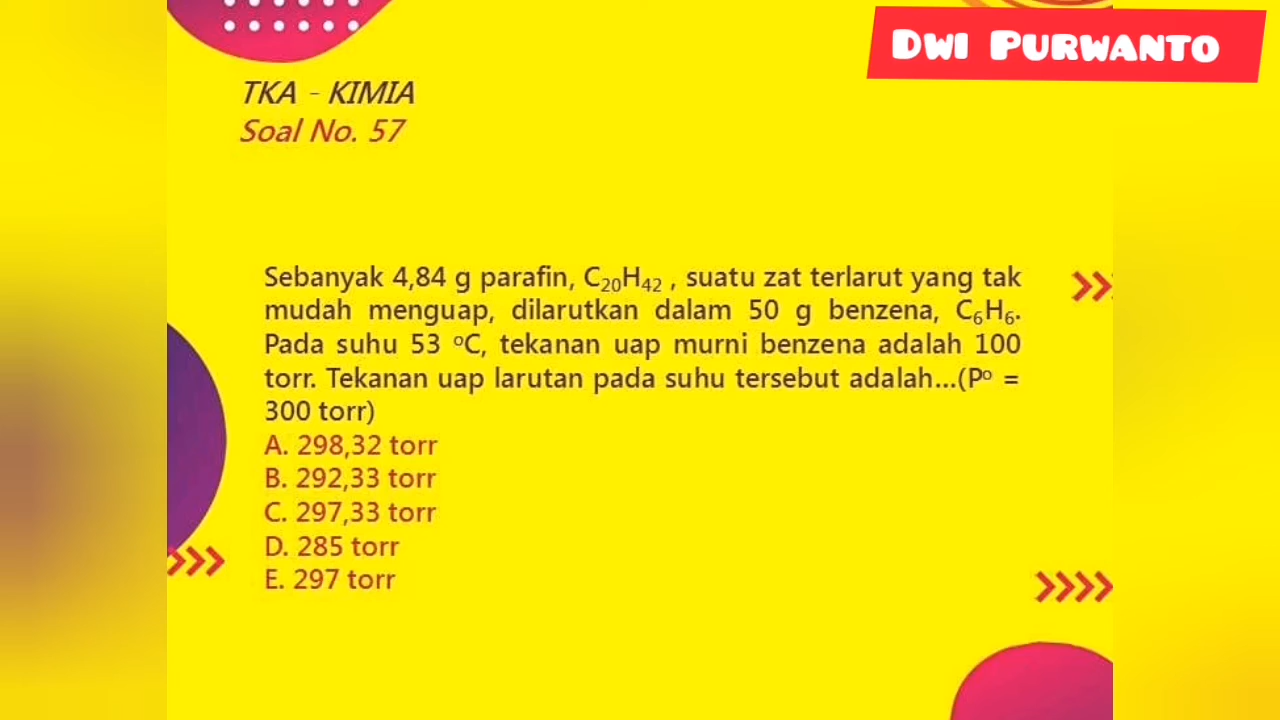 DWI PURWANTO
TKA - KIMIA
Soal No. 57
Sebanyak 4,84 g parafin, C₂₀H₄₂ , suatu zat terlarut yang tak
mudah menguap, dilarutkan dalam 50 g benzena, C₆H₆.
Pada suhu 53 ºC, tekanan uap murni benzena adalah 100
torr. Tekanan uap larutan pada suhu tersebut adalah...(Pº =
300 torr)
A. 298,32 torr
B. 292,33 torr
C. 297,33 torr
D. 285 torr
E. 297 torr